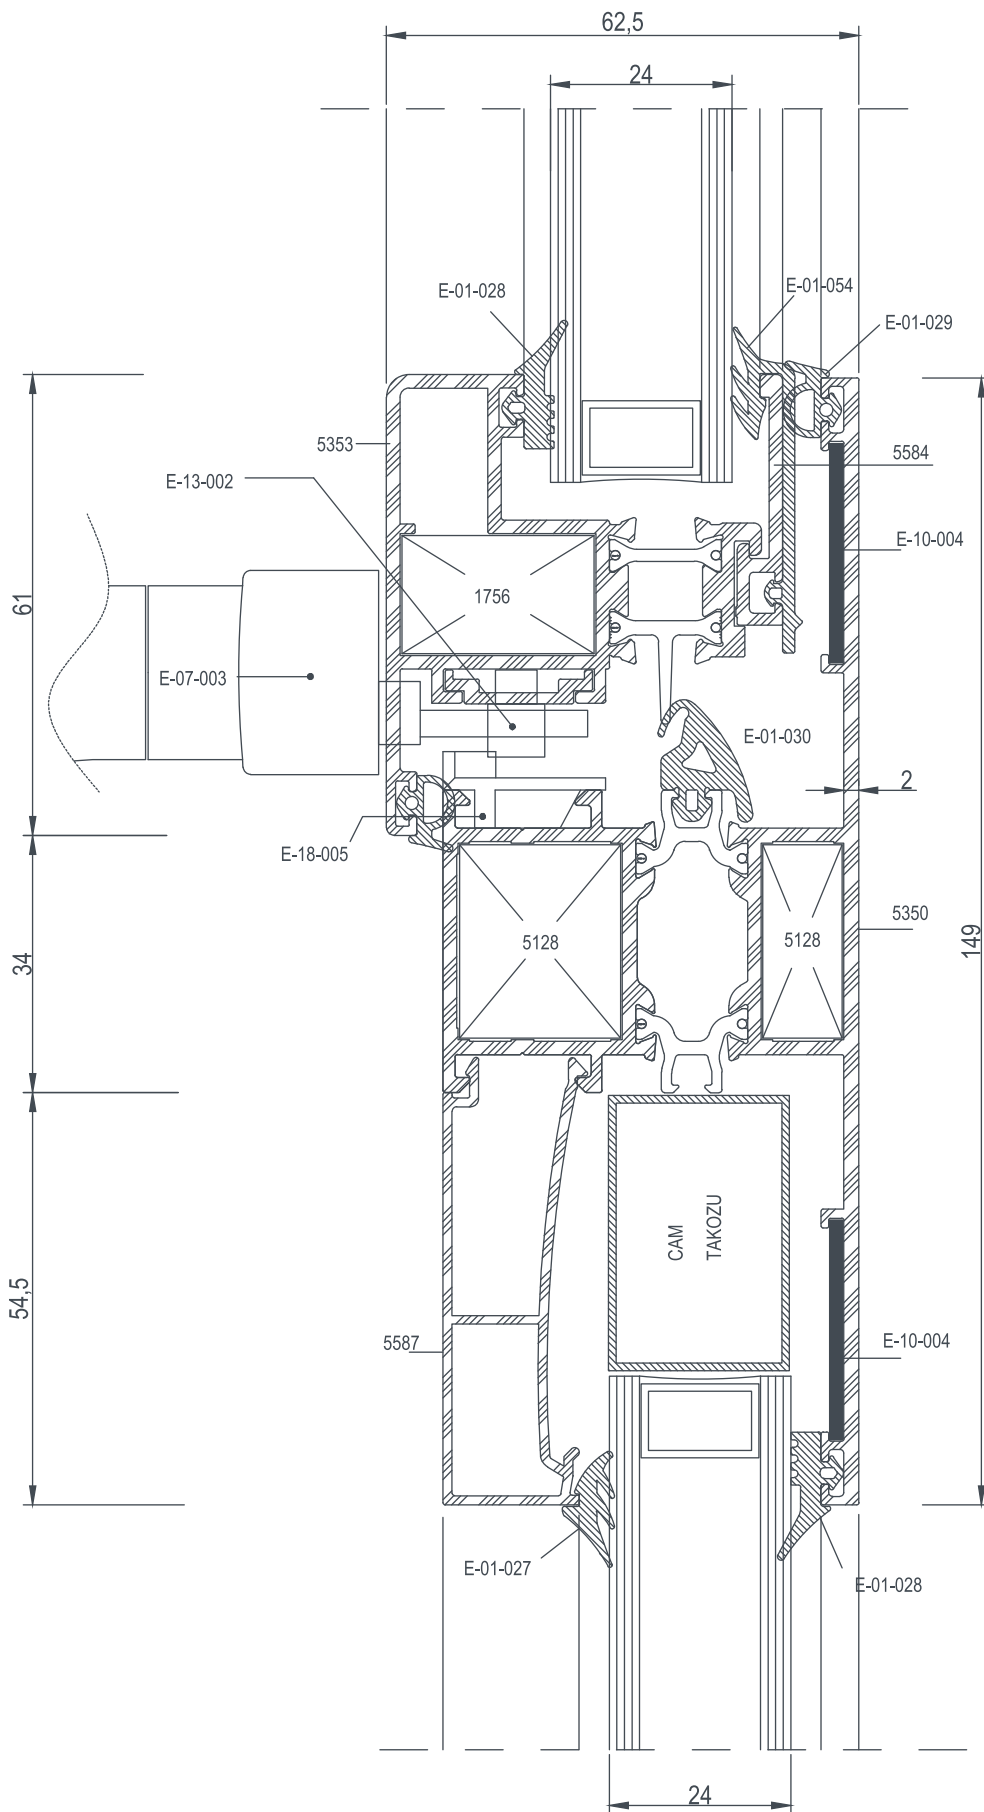 62,5
24
E-01-028
E-01-054
E-01-029
5353
5584
E-13-002
E-10-004
1756
61
E-07-003
E-01-030
2
E-18-005
5350
5128
5128
34
149
CAM
TAKOZU
54,5
5587
E-10-004
E-01-027
E-01-028
24